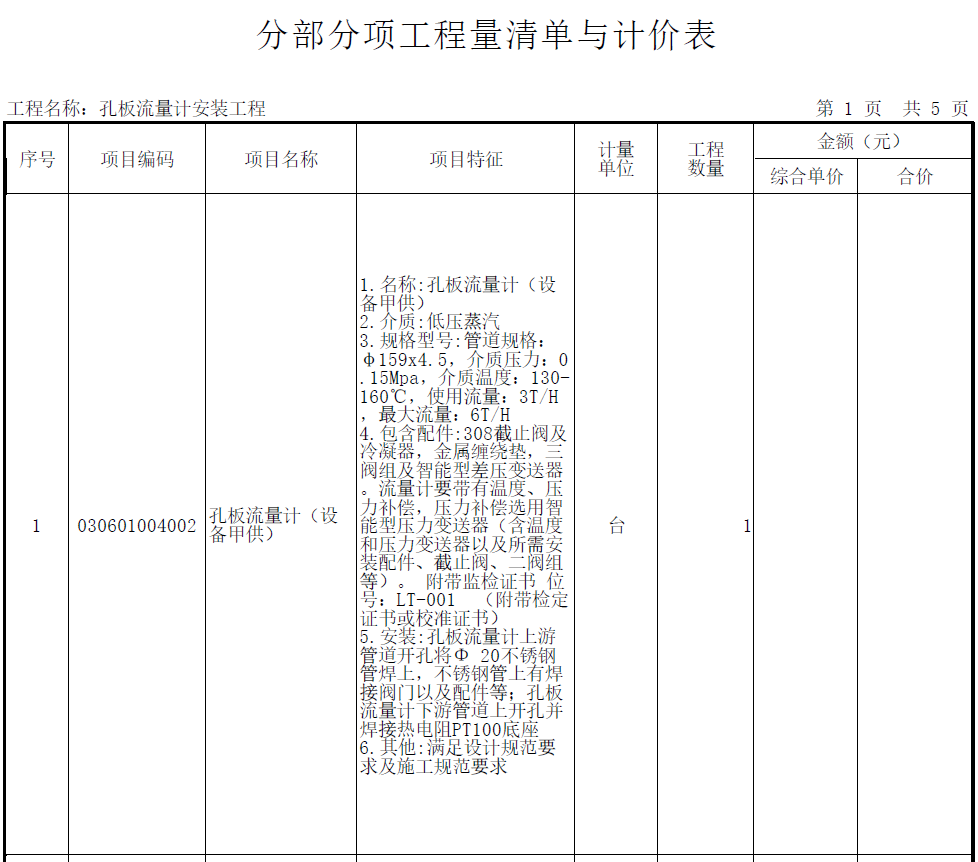 分部分项工程量清单与计价表
工程名称：孔板流量计安装工程
第 1 页 共 5 页
序号
项目编码
项目名称
项目特征
计量
单位
工程
数量
金额（元）
综合单价
合价
1
030601004002
孔板流量计（设
备甲供）
1.名称:孔板流量计（设
备甲供）
2.介质:低压蒸汽
3.规格型号:管道规格：
φ159x4.5，介质压力：0
.15Mpa，介质温度：130-
160℃，使用流量：3T/H
，最大流量：6T/H
4.包含配件:308截止阀及
冷凝器，金属缠绕垫，三
阀组及智能型差压变送器
。流量计要带有温度、压
力补偿，压力补偿选用智
能型压力变送器（含温度
和压力变送器以及所需安
装配件、截止阀、二阀组
等）。 附带监检证书 位
号：LT-001 （附带检定
证书或校准证书）
5.安装:孔板流量计上游
管道开孔将Φ 20不锈钢
管焊上，不锈钢管上有焊
接阀门以及配件等；孔板
流量计下游管道上开孔并
焊接热电阻PT100底座
6.其他:满足设计规范要
求及施工规范要求
台
1